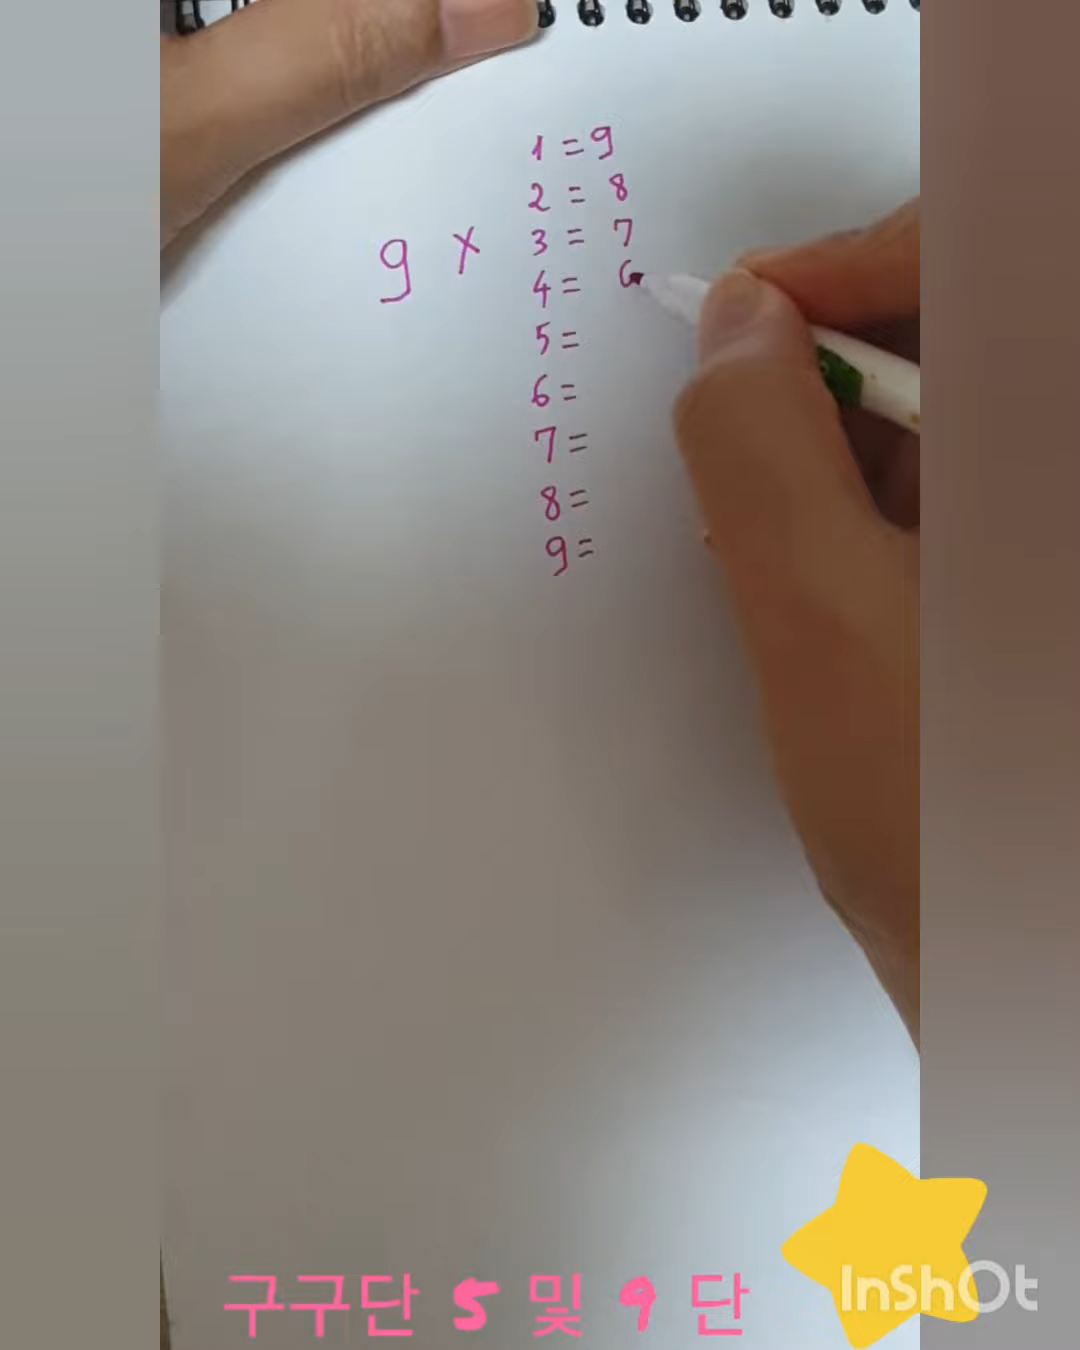 1 = 9
2 = 8
9 × 3 = 7
4 = 6
5 =
6 =
7 =
8 =
9 =
구구단 5 및 9 단
InShOt